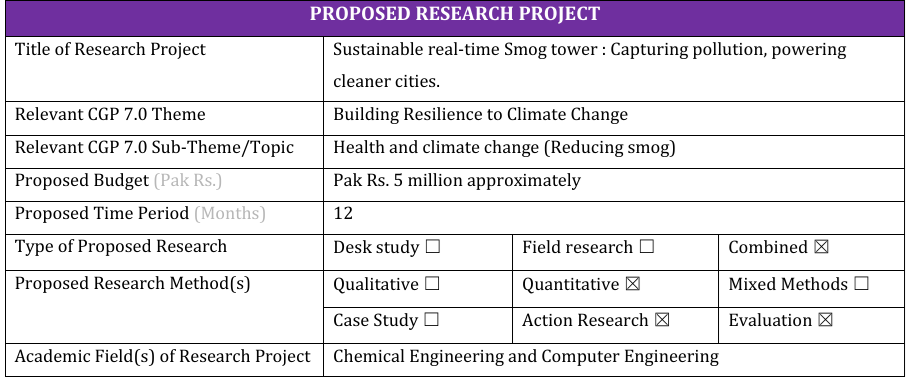 PROPOSED RESEARCH PROJECT
Title of Research Project
Sustainable real-time Smog tower : Capturing pollution, powering
cleaner cities.
Relevant CGP 7.0 Theme
Building Resilience to Climate Change
Relevant CGP 7.0 Sub-Theme/Topic
Health and climate change (Reducing smog)
Proposed Budget (Pak Rs.)
Pak Rs. 5 million approximately
Proposed Time Period (Months)
12
Type of Proposed Research
Desk study ☐
Field research ☐
Combined ☒
Proposed Research Method(s)
Qualitative ☐
Quantitative ☒
Mixed Methods ☐
Case Study ☐
Action Research ☒
Evaluation ☒
Academic Field(s) of Research Project
Chemical Engineering and Computer Engineering